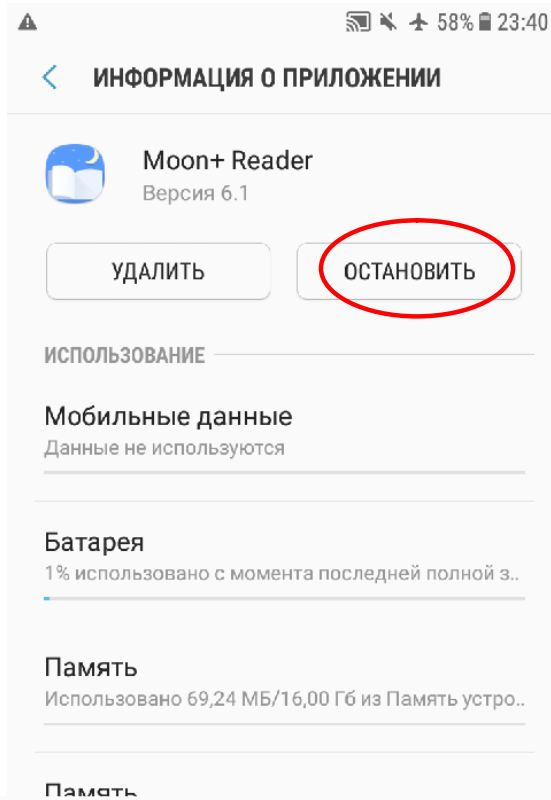 58% 23:40
ИНФОРМАЦИЯ О ПРИЛОЖЕНИИ
Moon+ Reader
Версия 6.1
УДАЛИТЬ ОСТАНОВИТЬ
ИСПОЛЬЗОВАНИЕ
Мобильные данные
Данные не используются
Батарея
1% использовано с момента последней полной з..
Память
Использовано 69,24 МБ/16,00 Гб из Память устро..
Память